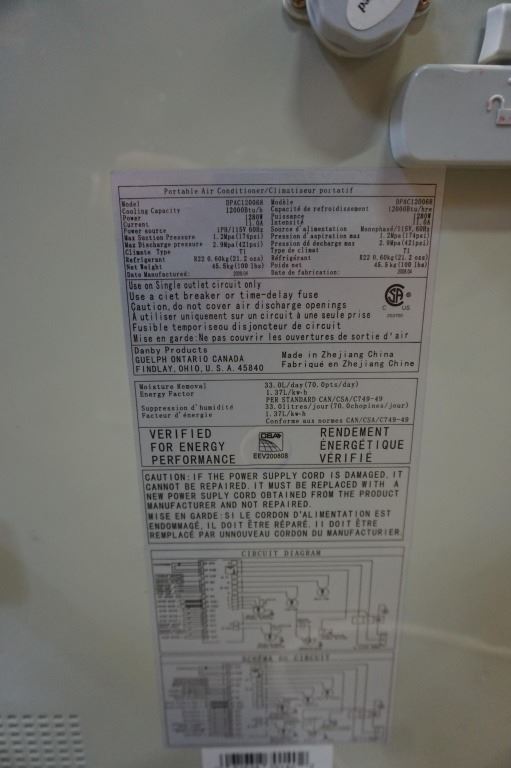 Portable Air Conditioner/Climatiseur portatif
Model DPAC12006H Modèle DPAC12006H
Cooling Capacity 12000Btu/h Capacité de refroidissement 12000Btu/hre
Power 1280W Puissance 1280W
Current 11.0A Intensité 11.0A
Power source 1PH/115V 60Hz Source d'alimentation Monophasé/115V, 60Hz
Max Suction Pressure 1.2Mpa(174psi) Pression d'aspiration max 1.2Mpa(174psi)
Max Discharge pressure 2.9Mpa(421psi) Pression dé decharge max 2.9Mpa(421psi)
Climate Type T1 Type de climat T1
Refrigerant R22 0.60kg(21.2 ozs) Réfrigérant R22 0.60kg(21.2 ozs)
Net Weight 45.5kg(100 lbs) Poids net 45.5kg(100 lbs)
Date Manufactured: 2008.04 Date de fabrication: 2008.04
Use on Single outlet circuit only
Use a ciet breaker or time-delay fuse
Caution, do not cover air discharge openings
A utiliser uniquement sur un circuit à une seule prise
Fusible temporiseou disjoncteur de circuit
Mise en garde:Ne pas couvrir les ouvertures de sortie d'air
C US
Danby Products
GUELPH ONTARIO CANADA
FINDLAY, OHIO, U. S. A. 45840
Made in Zhejiang China
Fabriqué en Zhejiang Chine
Moisture Removal 33.0L/day(70.0pts/day)
Energy Factor 1.37L/kw-h
PER STANDARD CAN/CSA/C749-49
Suppression d'humidité 33.0litres/jour(70.0chopines/jour)
Facteur d'énergie 1.37L/kw-h
Conforme aux normes CAN/CSA/C749-49
VERIFIED
FOR ENERGY
PERFORMANCE
EEV200808
RENDEMENT
ÉNERGÉTIQUE
VÉRIFIÉ
CAUTION: IF THE POWER SUPPLY CORD IS DAMAGED, IT
CANNOT BE REPAIRED. IT MUST BE REPLACED WITH A
NEW POWER SUPLY CORD OBTAINED FROM THE PRODUCT
MANUFACTURER AND NOT REPAIRED.
MISE EN GARDE:SI LE CORDON D'ALIMENTATION EST
ENDOMMAGÉ, IL DOIT ÊTRE RÉPARÉ. II DOIT ÊTRE
REMPLACÉ PAR UNNOUVEAU CORDON DU MANUFACTURIER.
CIRCUIT DIAGRAM
SCHÉMA DU CIRCUIT